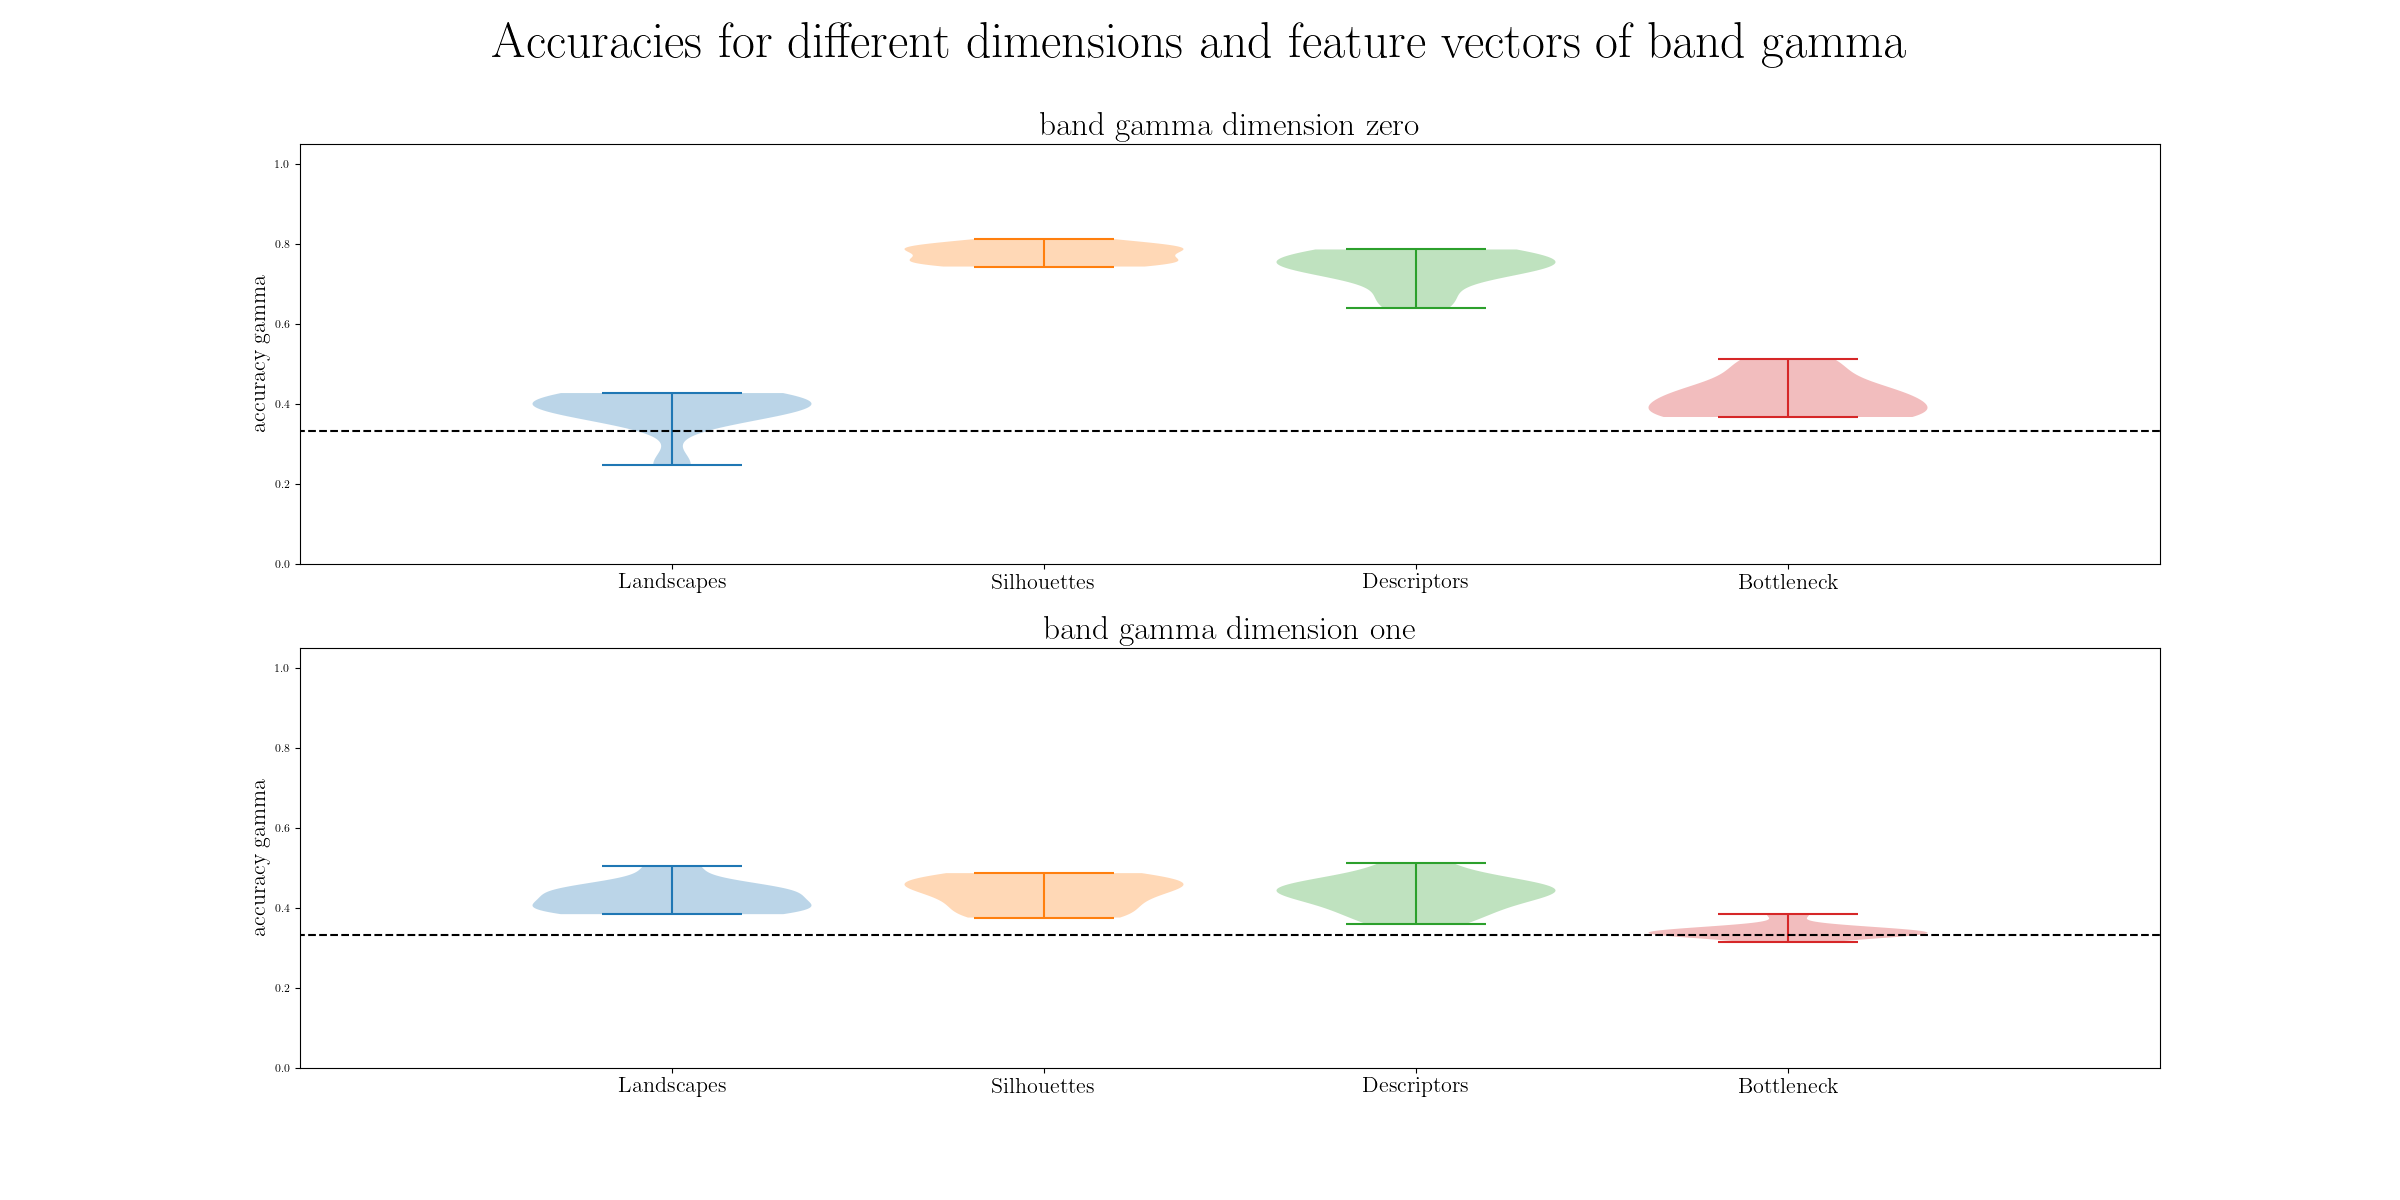 Accuracies for different dimensions and feature vectors of band gamma
band gamma dimension zero
accuracy gamma
1.0
0.8
0.6
0.4
0.2
0.0
Landscapes Silhouettes Descriptors Bottleneck
band gamma dimension one
accuracy gamma
1.0
0.8
0.6
0.4
0.2
0.0
Landscapes Silhouettes Descriptors Bottleneck